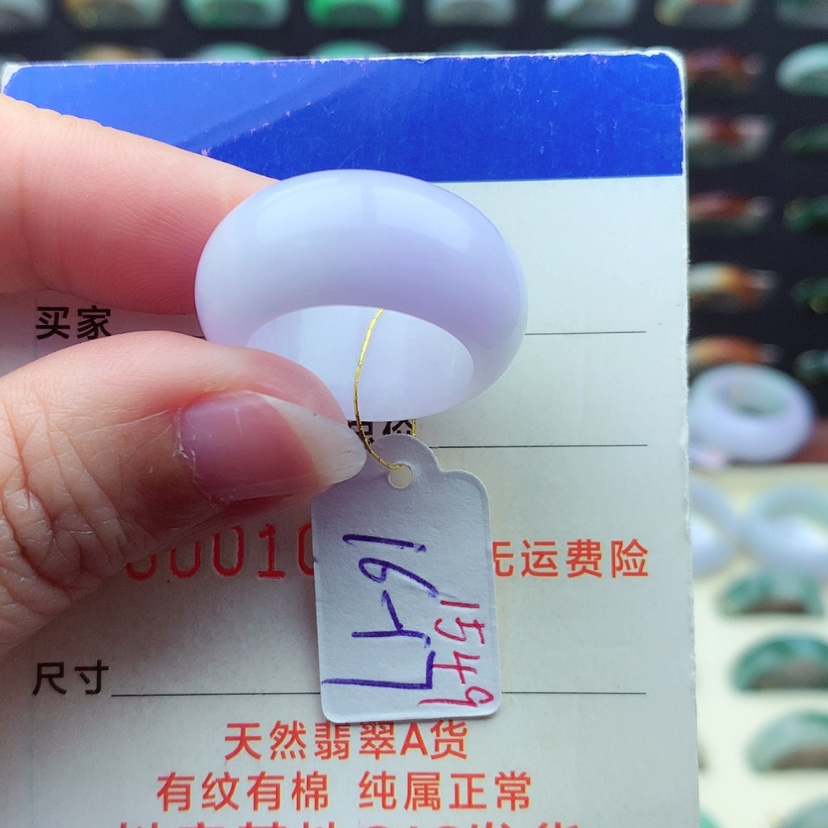 买家
00010
无运费险
16-17
1549
尺寸
天然翡翠A货
有纹有棉 纯属正常